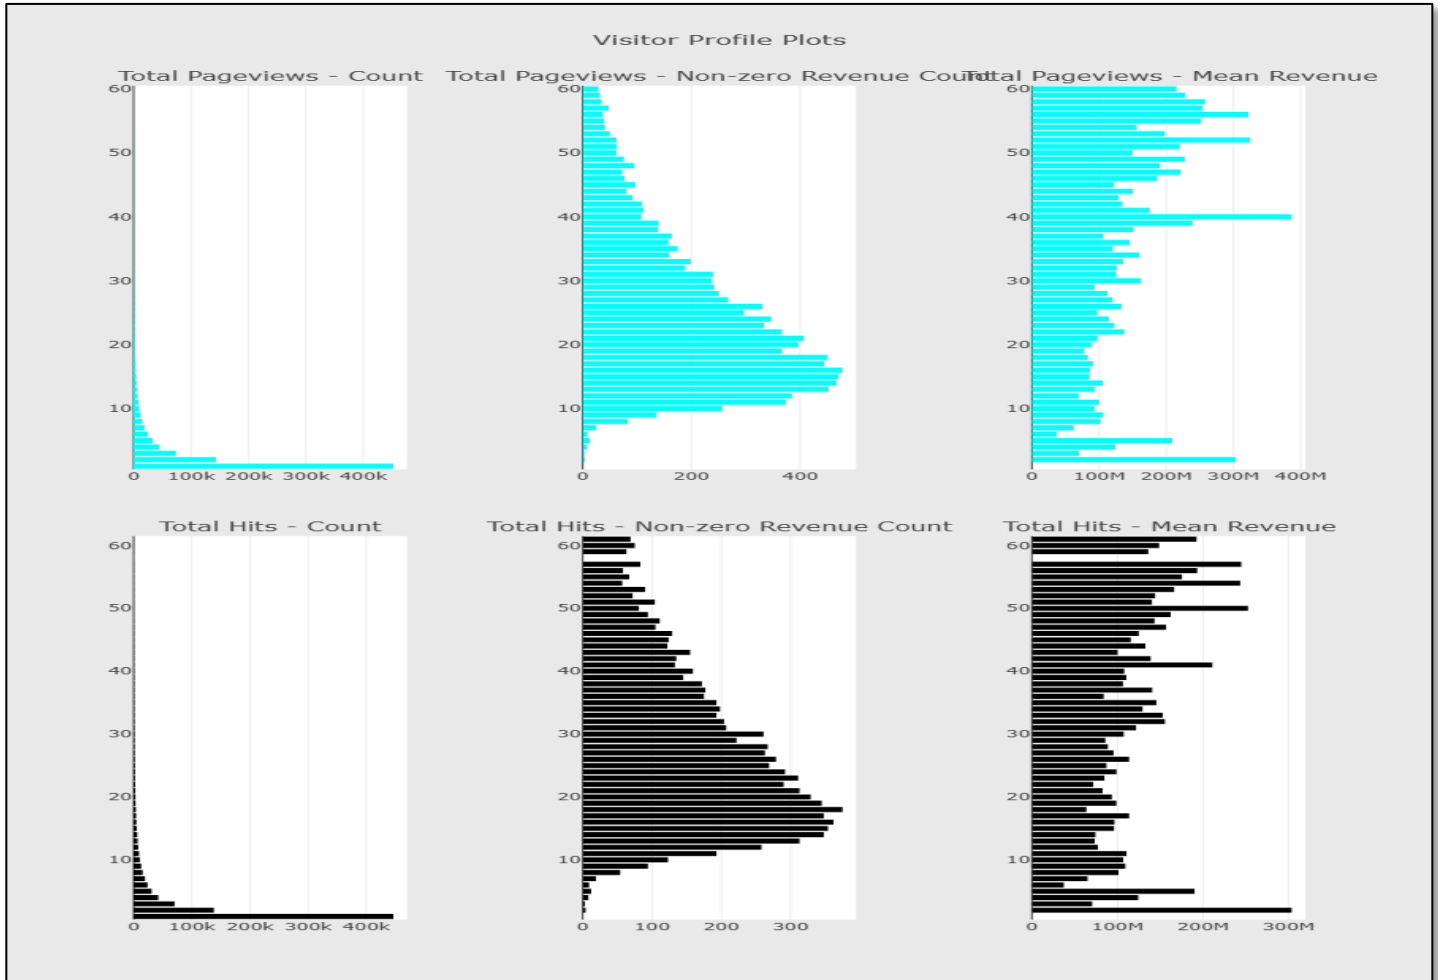 Visitor Profile Plots
Total Pageviews - Count
Total Pageviews - Non-zero Revenue Count
Total Pageviews - Mean Revenue
60
50
40
30
20
10
0 100k 200k 300k 400k
60
50
40
30
20
10
0 200 400
60
50
40
30
20
10
0 100M 200M 300M 400M
Total Hits - Count
Total Hits - Non-zero Revenue Count
Total Hits - Mean Revenue
60
50
40
30
20
10
0 100k 200k 300k 400k
60
50
40
30
20
10
0 100 200 300
60
50
40
30
20
10
0 100M 200M 300M